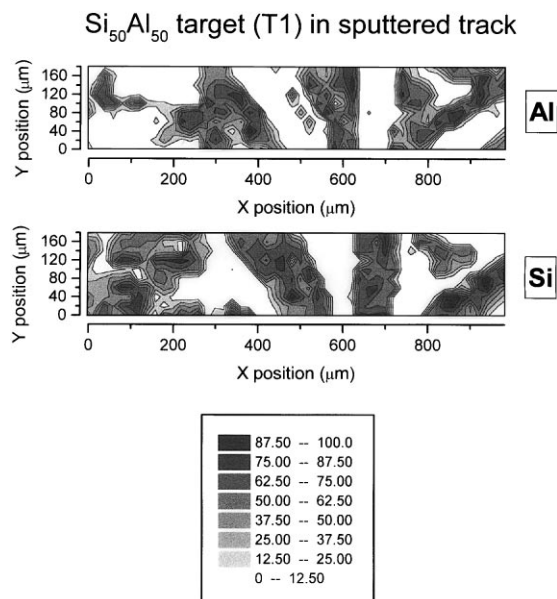 Si50Al50 target (T1) in sputtered track
Y position (μm)
160
120
80
40
0
Al
0 200 400 600 800
X position (μm)
Y position (μm)
160
120
80
40
0
Si
0 200 400 600 800
X position (μm)
87.50 -- 100.0
75.00 -- 87.50
62.50 -- 75.00
50.00 -- 62.50
37.50 -- 50.00
25.00 -- 37.50
12.50 -- 25.00
0 -- 12.50